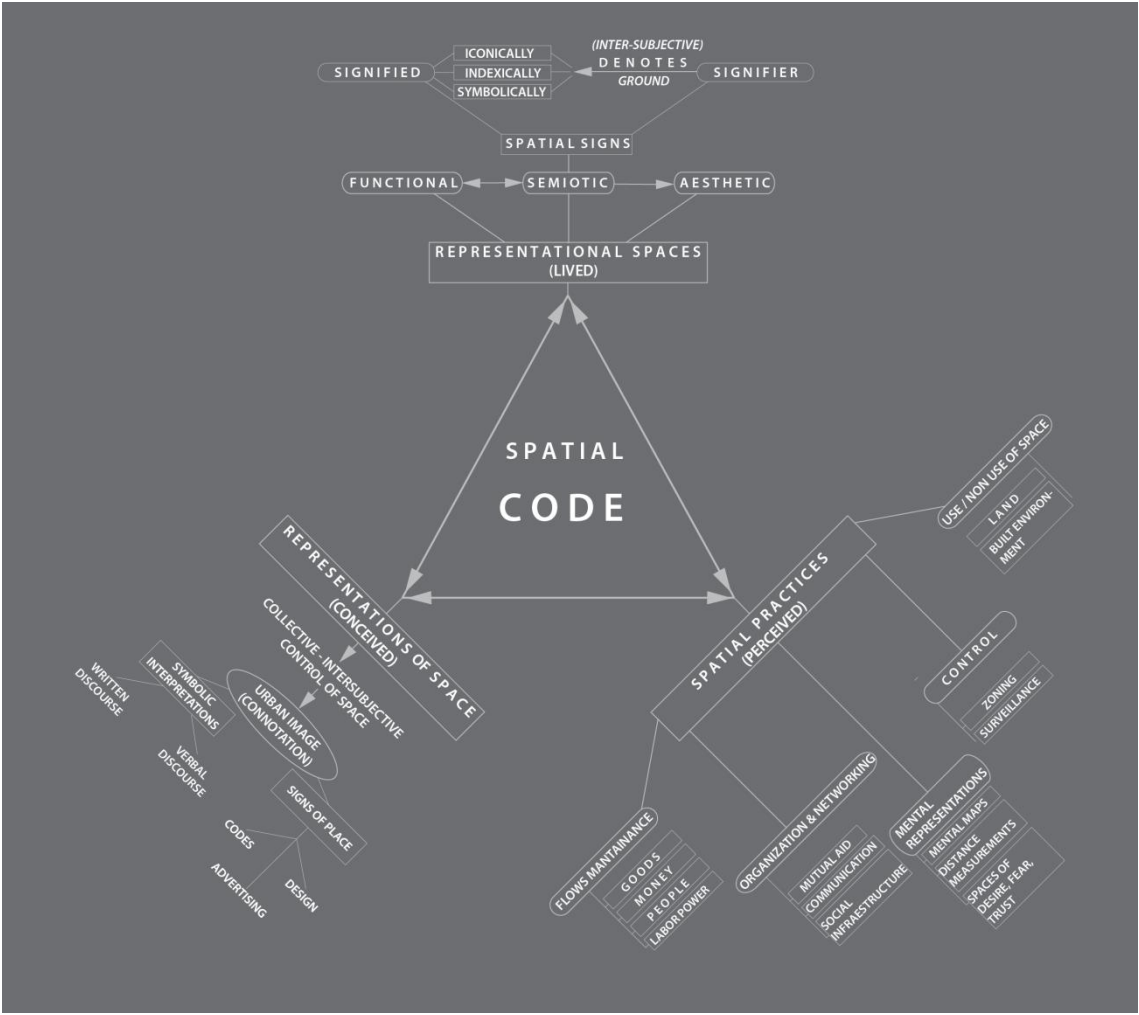 (INTER-SUBJECTIVE)
DENOTES
GROUND
SIGNIFIED
ICONICALLY
INDEXICALLY
SYMBOLICALLY
SIGNIFIER
SPATIAL SIGNS
FUNCTIONAL
SEMIOTIC
AESTHETIC
REPRESENTATIONAL SPACES
(LIVED)
SPATIAL
CODE
REPRESENTATIONS OF SPACE
(CONCEIVED)
COLLECTIVE - INTERSUBJECTIVE
CONTROL OF SPACE
URBAN IMAGE
(CONNOTATION)
SYMBOLIC
INTERPRETATIONS
WRITTEN
DISCOURSE
VERBAL
DISCOURSE
SIGNS OF PLACE
CODES
ADVERTISING
DESIGN
SPATIAL PRACTICES
(PERCEIVED)
USE / NON USE OF SPACE
LAND
BUILT ENVIRON-
MENT
CONTROL
ZONING
SURVEILLANCE
MENTAL
REPRESENTATIONS
MENTAL MAPS
DISTANCE
MEASUREMENTS
SPACES OF
DESIRE, FEAR,
TRUST
ORGANIZATION & NETWORKING
MUTUAL AID
COMMUNICATION
SOCIAL
INFRAESTRUCTURE
FLOWS MANTAINANCE
GOODS
MONEY
PEOPLE
LABOR POWER